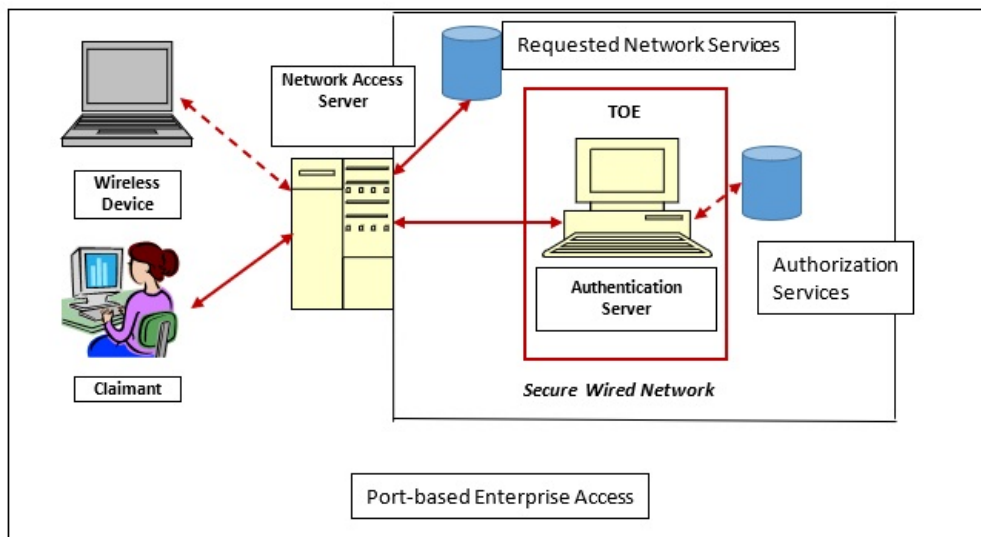 Requested Network Services
Network Access
Server
TOE
Wireless
Device
Authorization
Services
Authentication
Server
Claimant
Secure Wired Network
Port-based Enterprise Access